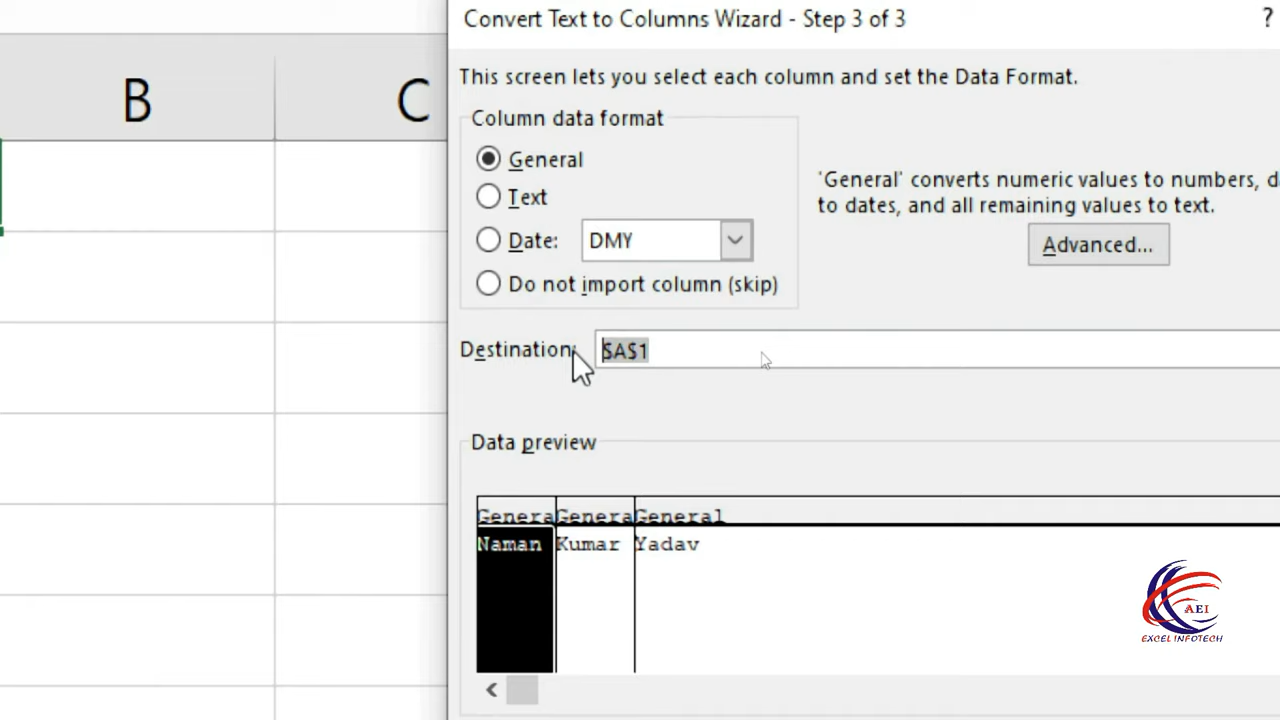 Convert Text to Columns Wizard - Step 3 of 3
?
B
C
This screen lets you select each column and set the Data Format.
Column data format
General
Text
Date: DMY
Do not import column (skip)
'General' converts numeric values to numbers,
to dates, and all remaining values to text.
Advanced...
Destination: $A$1
Data preview
Genera Genera General
Naman Kumar Yadav
AEI
EXCEL INFOTECH